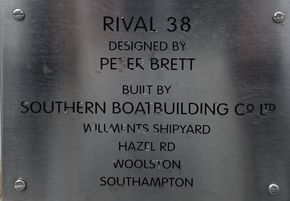 RIVAL 38
DESIGNED BY
PETER BRETT
BUILT BY
SOUTHERN BOATBUILDING Co LTD
WILLMENTS SHIPYARD
HAZEL RD
WOOLSTON
SOUTHAMPTON